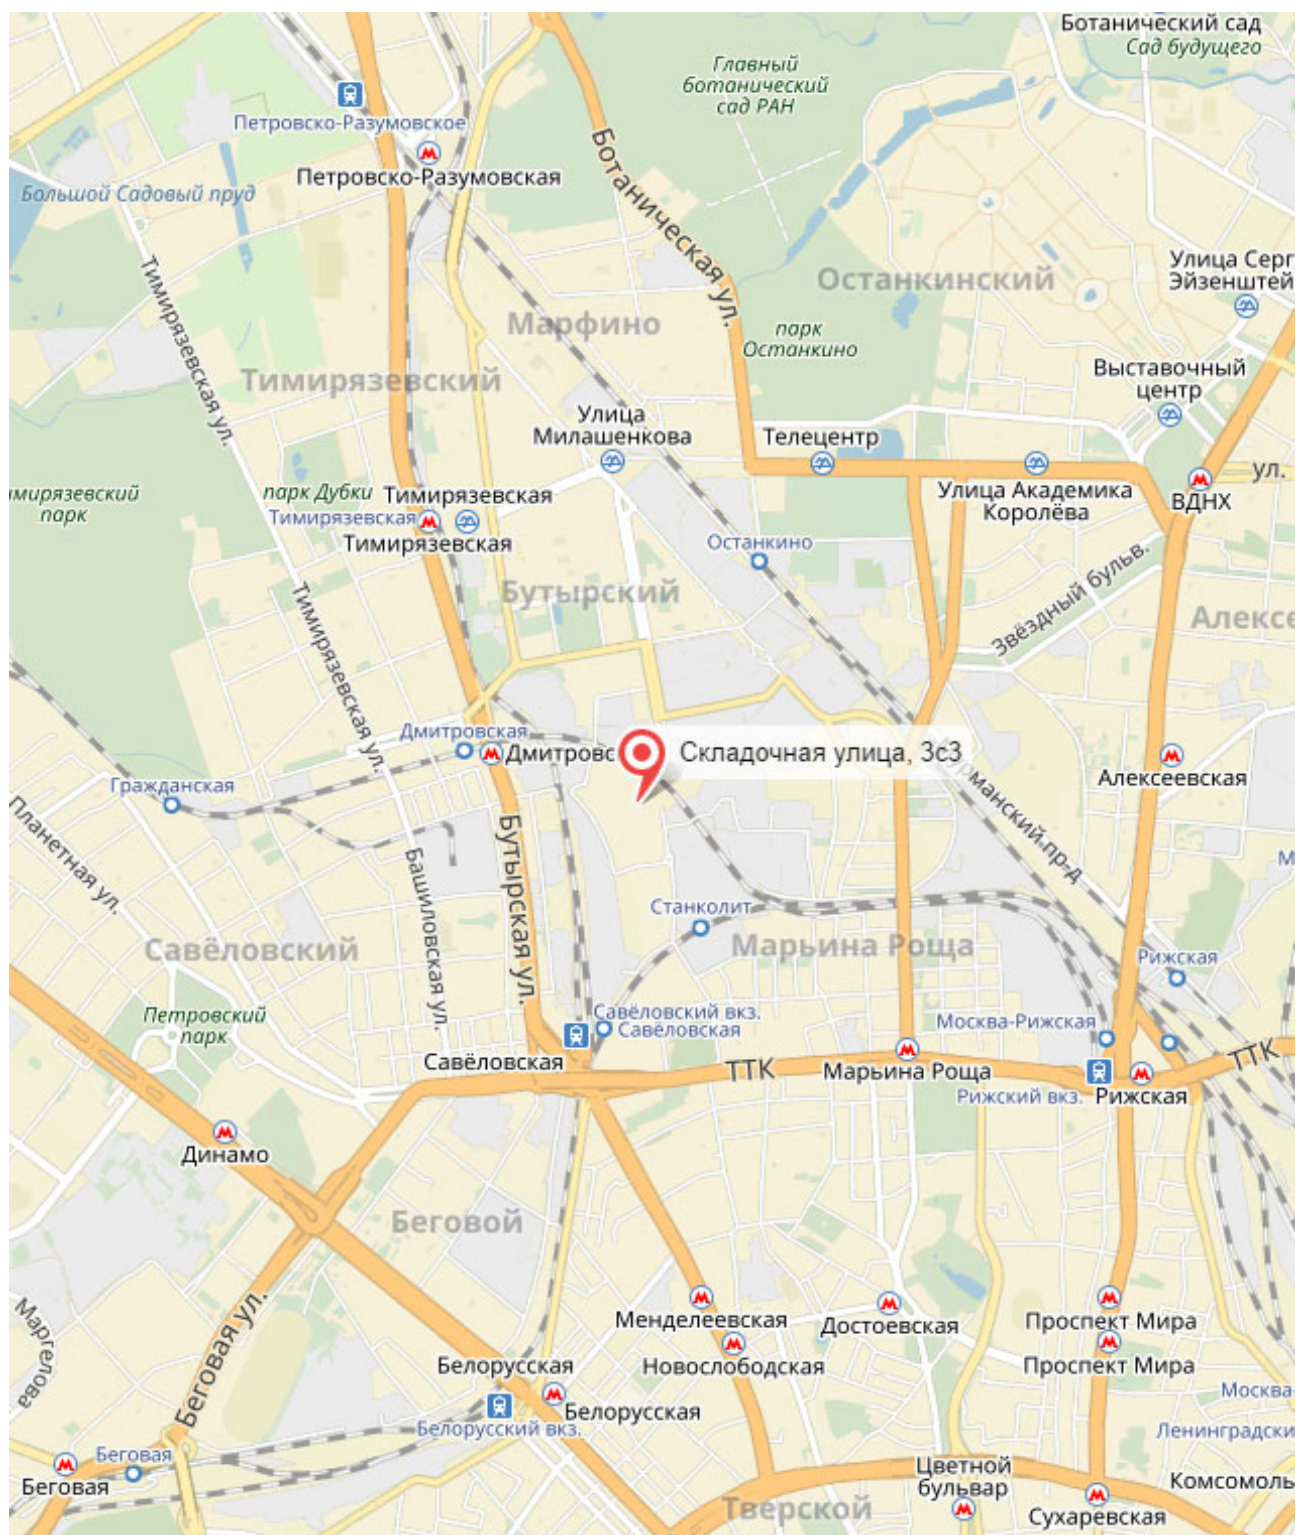 Ботанический сад
Сад будущего
Главный
ботанический
сад РАН
Петровско-Разумовское
Петровско-Разумовская
Большой Садовый пруд
Ботаническая ул.
Тимирязевская ул.
Улица Серг
Эйзенштей
Останкинский
Марфино
парк
Останкино
Тимирязевский
Выставочный
центр
Улица
Милашенкова
Телецентр
ул.
ВДНХ
Улица Академика
Королёва
имирязевский
парк
парк Дубки
Тимирязевская
Тимирязевская
Тимирязевская
Останкино
Звёздный бульв.
Бутырский
Алексе
Тимирязевская ул.
Дмитровская
Дмитровс
Складочная улица, 3с3
рманский пр-д
Алексеевская
Гражданская
Планетная ул.
Бутырская ул.
Башиловская ул.
М
Станколит
Савёловский
Марьина Роща
Рижская
Петровский
парк
Савёловский вкз.
Савёловская
Москва-Рижская
Савёловская
ТТК
Марьина Роща
ТТК
Рижский вкз.
Рижская
Динамо
Беговой
Маргелова
Беговая ул.
Менделеевская
Достоевская
Проспект Мира
Новослободская
Проспект Мира
Белорусская
Белорусская
Белорусский вкз.
Москва-
Ленинградски
Беговая
Беговая
Цветной
бульвар
Комсомоль
Тверской
Сухаревская